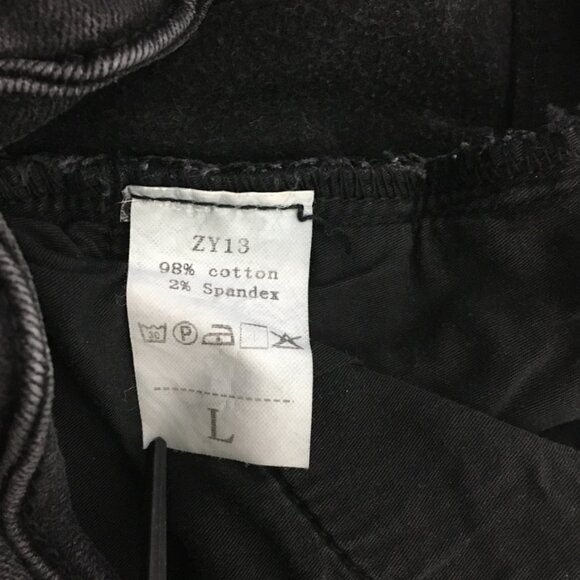 ZY13
98% cotton
2% Spandex
30 P
L